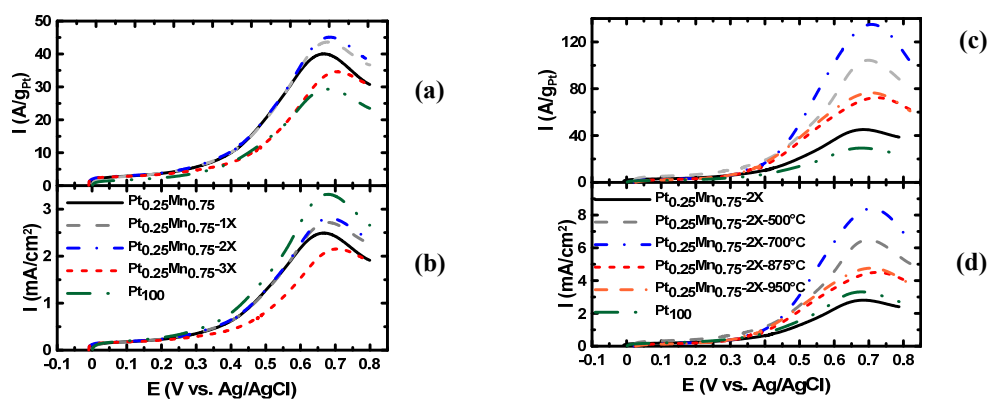 50
40
30
20
10
0
I (A/gPt)
(a)
Pt0.25Mn0.75
Pt0.25Mn0.75-1X
Pt0.25Mn0.75-2X
Pt0.25Mn0.75-3X
Pt100
3
2
1
0
I (mA/cm2)
(b)
-0.1 0 0.1 0.2 0.3 0.4 0.5 0.6 0.7 0.8
E (V vs. Ag/AgCl)
120
80
40
0
I (A/gPt)
(c)
Pt0.25Mn0.75-2X
Pt0.25Mn0.75-2X-500°C
Pt0.25Mn0.75-2X-700°C
Pt0.25Mn0.75-2X-875°C
Pt0.25Mn0.75-2X-950°C
Pt100
8
6
4
2
0
I (mA/cm2)
(d)
-0.1 0 0.1 0.2 0.3 0.4 0.5 0.6 0.7 0.8
E (V vs. Ag/AgCl)